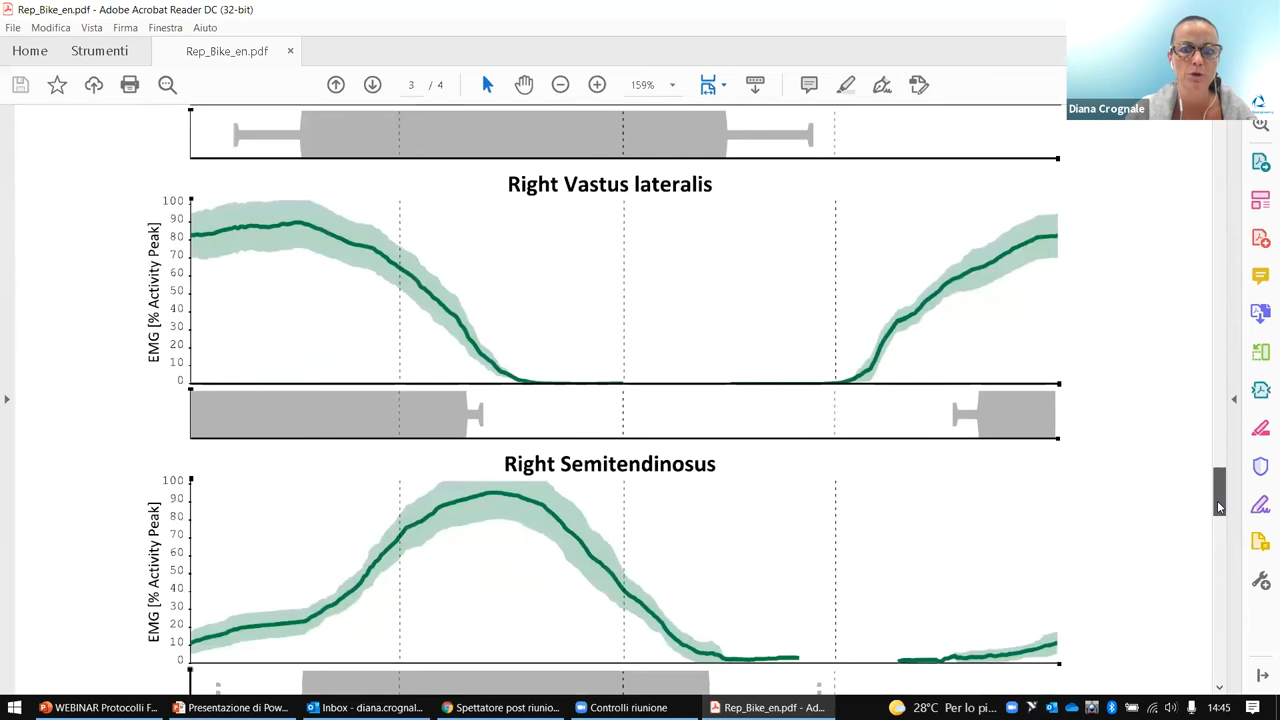 Rep_Bike_en.pdf - Adobe Acrobat Reader DC (32-bit)
File Modifica Vista Firma Finestra Aiuto
Home Strumenti Rep_Bike_en.pdf ×
3 / 4 159%
Diana Crognale
Right Vastus lateralis
EMG [% Activity Peak]
100
90
80
70
60
50
40
30
20
10
0
Right Semitendinosus
EMG [% Activity Peak]
100
90
80
70
60
50
40
30
20
10
0
WEBINAR Protocolli F... Presentazione di Pow... Inbox - diana.crognal... Spettatore post riunio... Controlli riunione Rep_Bike_en.pdf - Ad... 28°C Per lo pi... 14:45